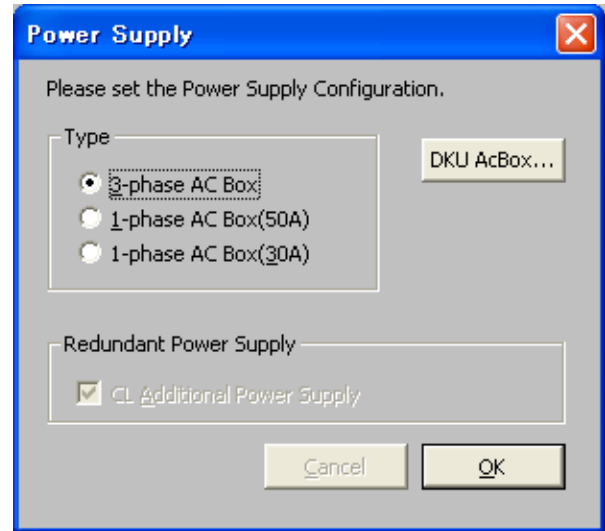 Power Supply
Please set the Power Supply Configuration.
Type
3-phase AC Box
1-phase AC Box(50A)
1-phase AC Box(30A)
DKU AcBox...
Redundant Power Supply
CL Additional Power Supply
Cancel
OK